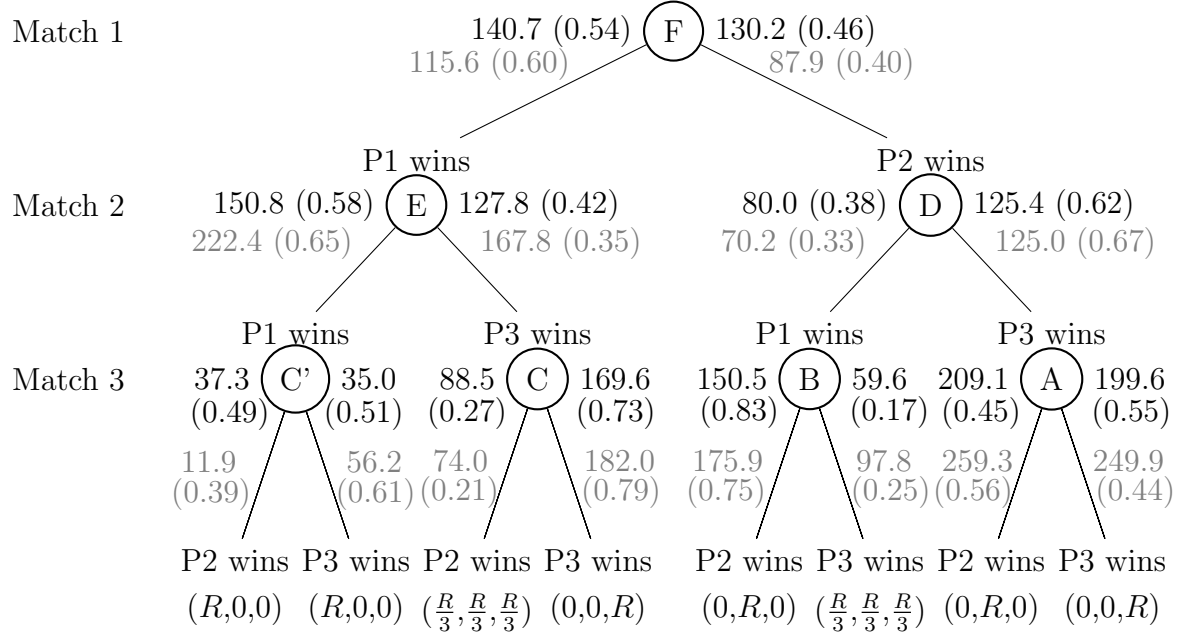 Match 1 140.7 (0.54) F 130.2 (0.46)
115.6 (0.60) 87.9 (0.40)
P1 wins P2 wins
Match 2 150.8 (0.58) E 127.8 (0.42) 80.0 (0.38) D 125.4 (0.62)
222.4 (0.65) 167.8 (0.35) 70.2 (0.33) 125.0 (0.67)
P1 wins P3 wins P1 wins P3 wins
Match 3 37.3 C' 35.0 88.5 C 169.6 150.5 B 59.6 209.1 A 199.6
(0.49) (0.51) (0.27) (0.73) (0.83) (0.17) (0.45) (0.55)
11.9 56.2 74.0 182.0 175.9 97.8 259.3 249.9
(0.39) (0.61) (0.21) (0.79) (0.75) (0.25) (0.56) (0.44)
P2 wins P3 wins P2 wins P3 wins P2 wins P3 wins P2 wins P3 wins
(R,0,0) (R,0,0) (R/3,R/3,R/3) (0,0,R) (0,R,0) (R/3,R/3,R/3) (0,R,0) (0,0,R)